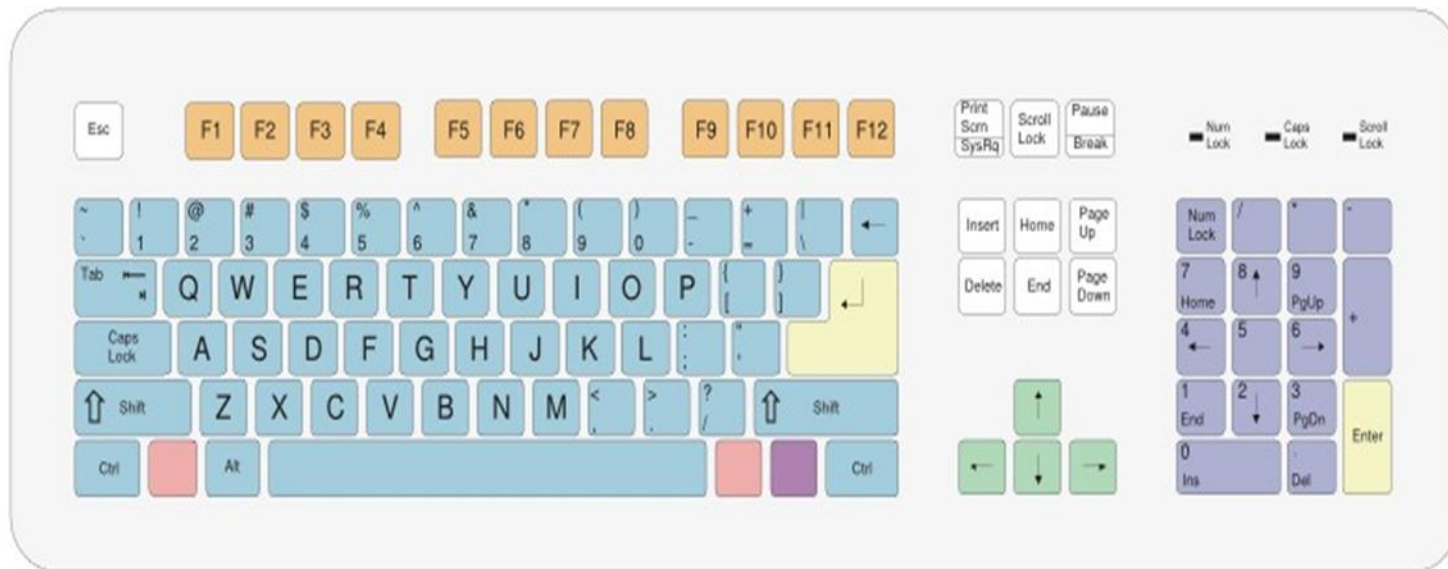 Esc F1 F2 F3 F4 F5 F6 F7 F8 F9 F10 F11 F12
Print
Scrn
SysRq
Scroll
Lock
Pause
Break
Num
Lock
Caps
Lock
Scroll
Lock
~ ! @ # $ % ^ & * ( ) _ + |
` 1 2 3 4 5 6 7 8 9 0 - = \ ←
Insert Home Page
Up
Num
Lock
/ * -
Tab Q W E R T Y U I O P { }
[ ]
Delete End Page
Down
7 8 ↑ 9
Home PgUp
+
Caps
Lock
A S D F G H J K L : "
; '
4 5 6
← →
⇧ Shift Z X C V B N M < > ?
, . /
⇧ Shift
↑
1 2 3
End ↓ PgDn
Enter
Ctrl Alt Ctrl
← ↓ →
0 .
Ins Del